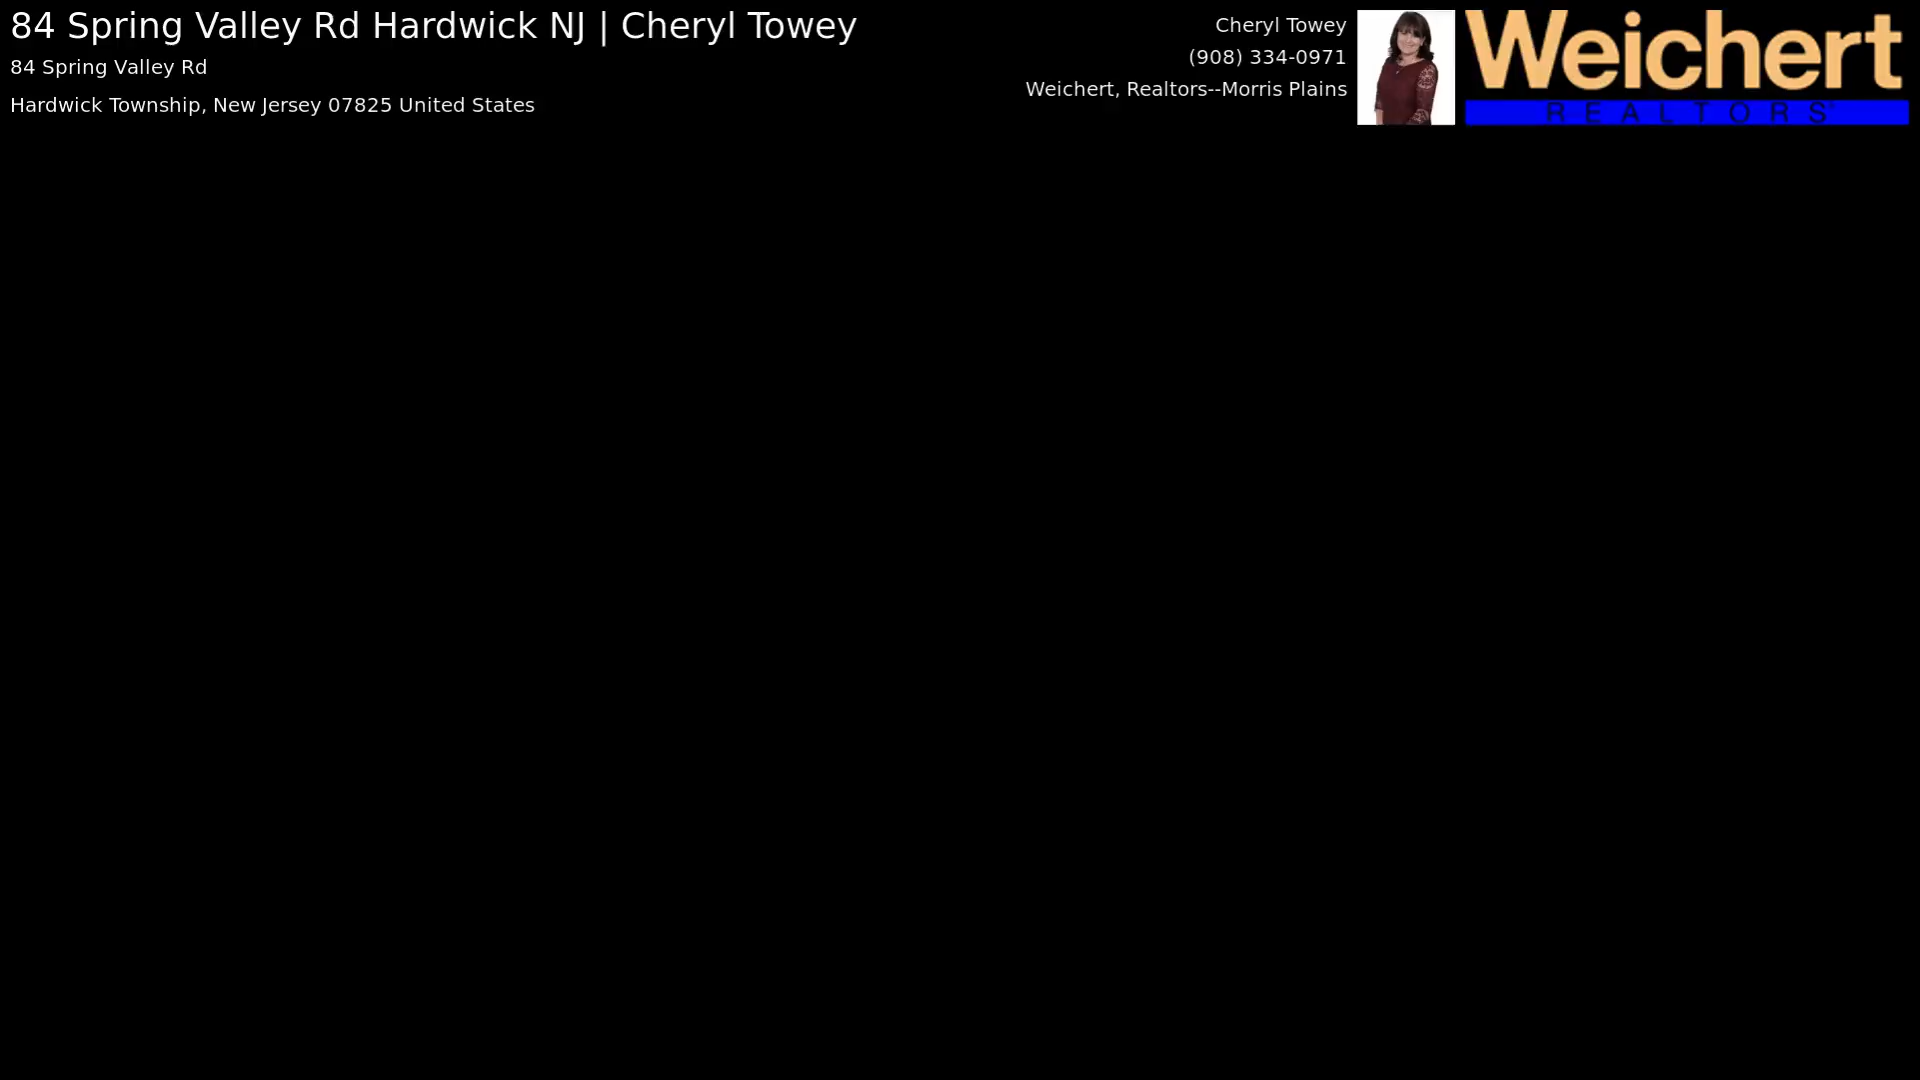 84 Spring Valley Rd Hardwick NJ | Cheryl Towey
84 Spring Valley Rd
Hardwick Township, New Jersey 07825 United States
Cheryl Towey
(908) 334-0971
Weichert, Realtors--Morris Plains
Weichert
REALTORS®